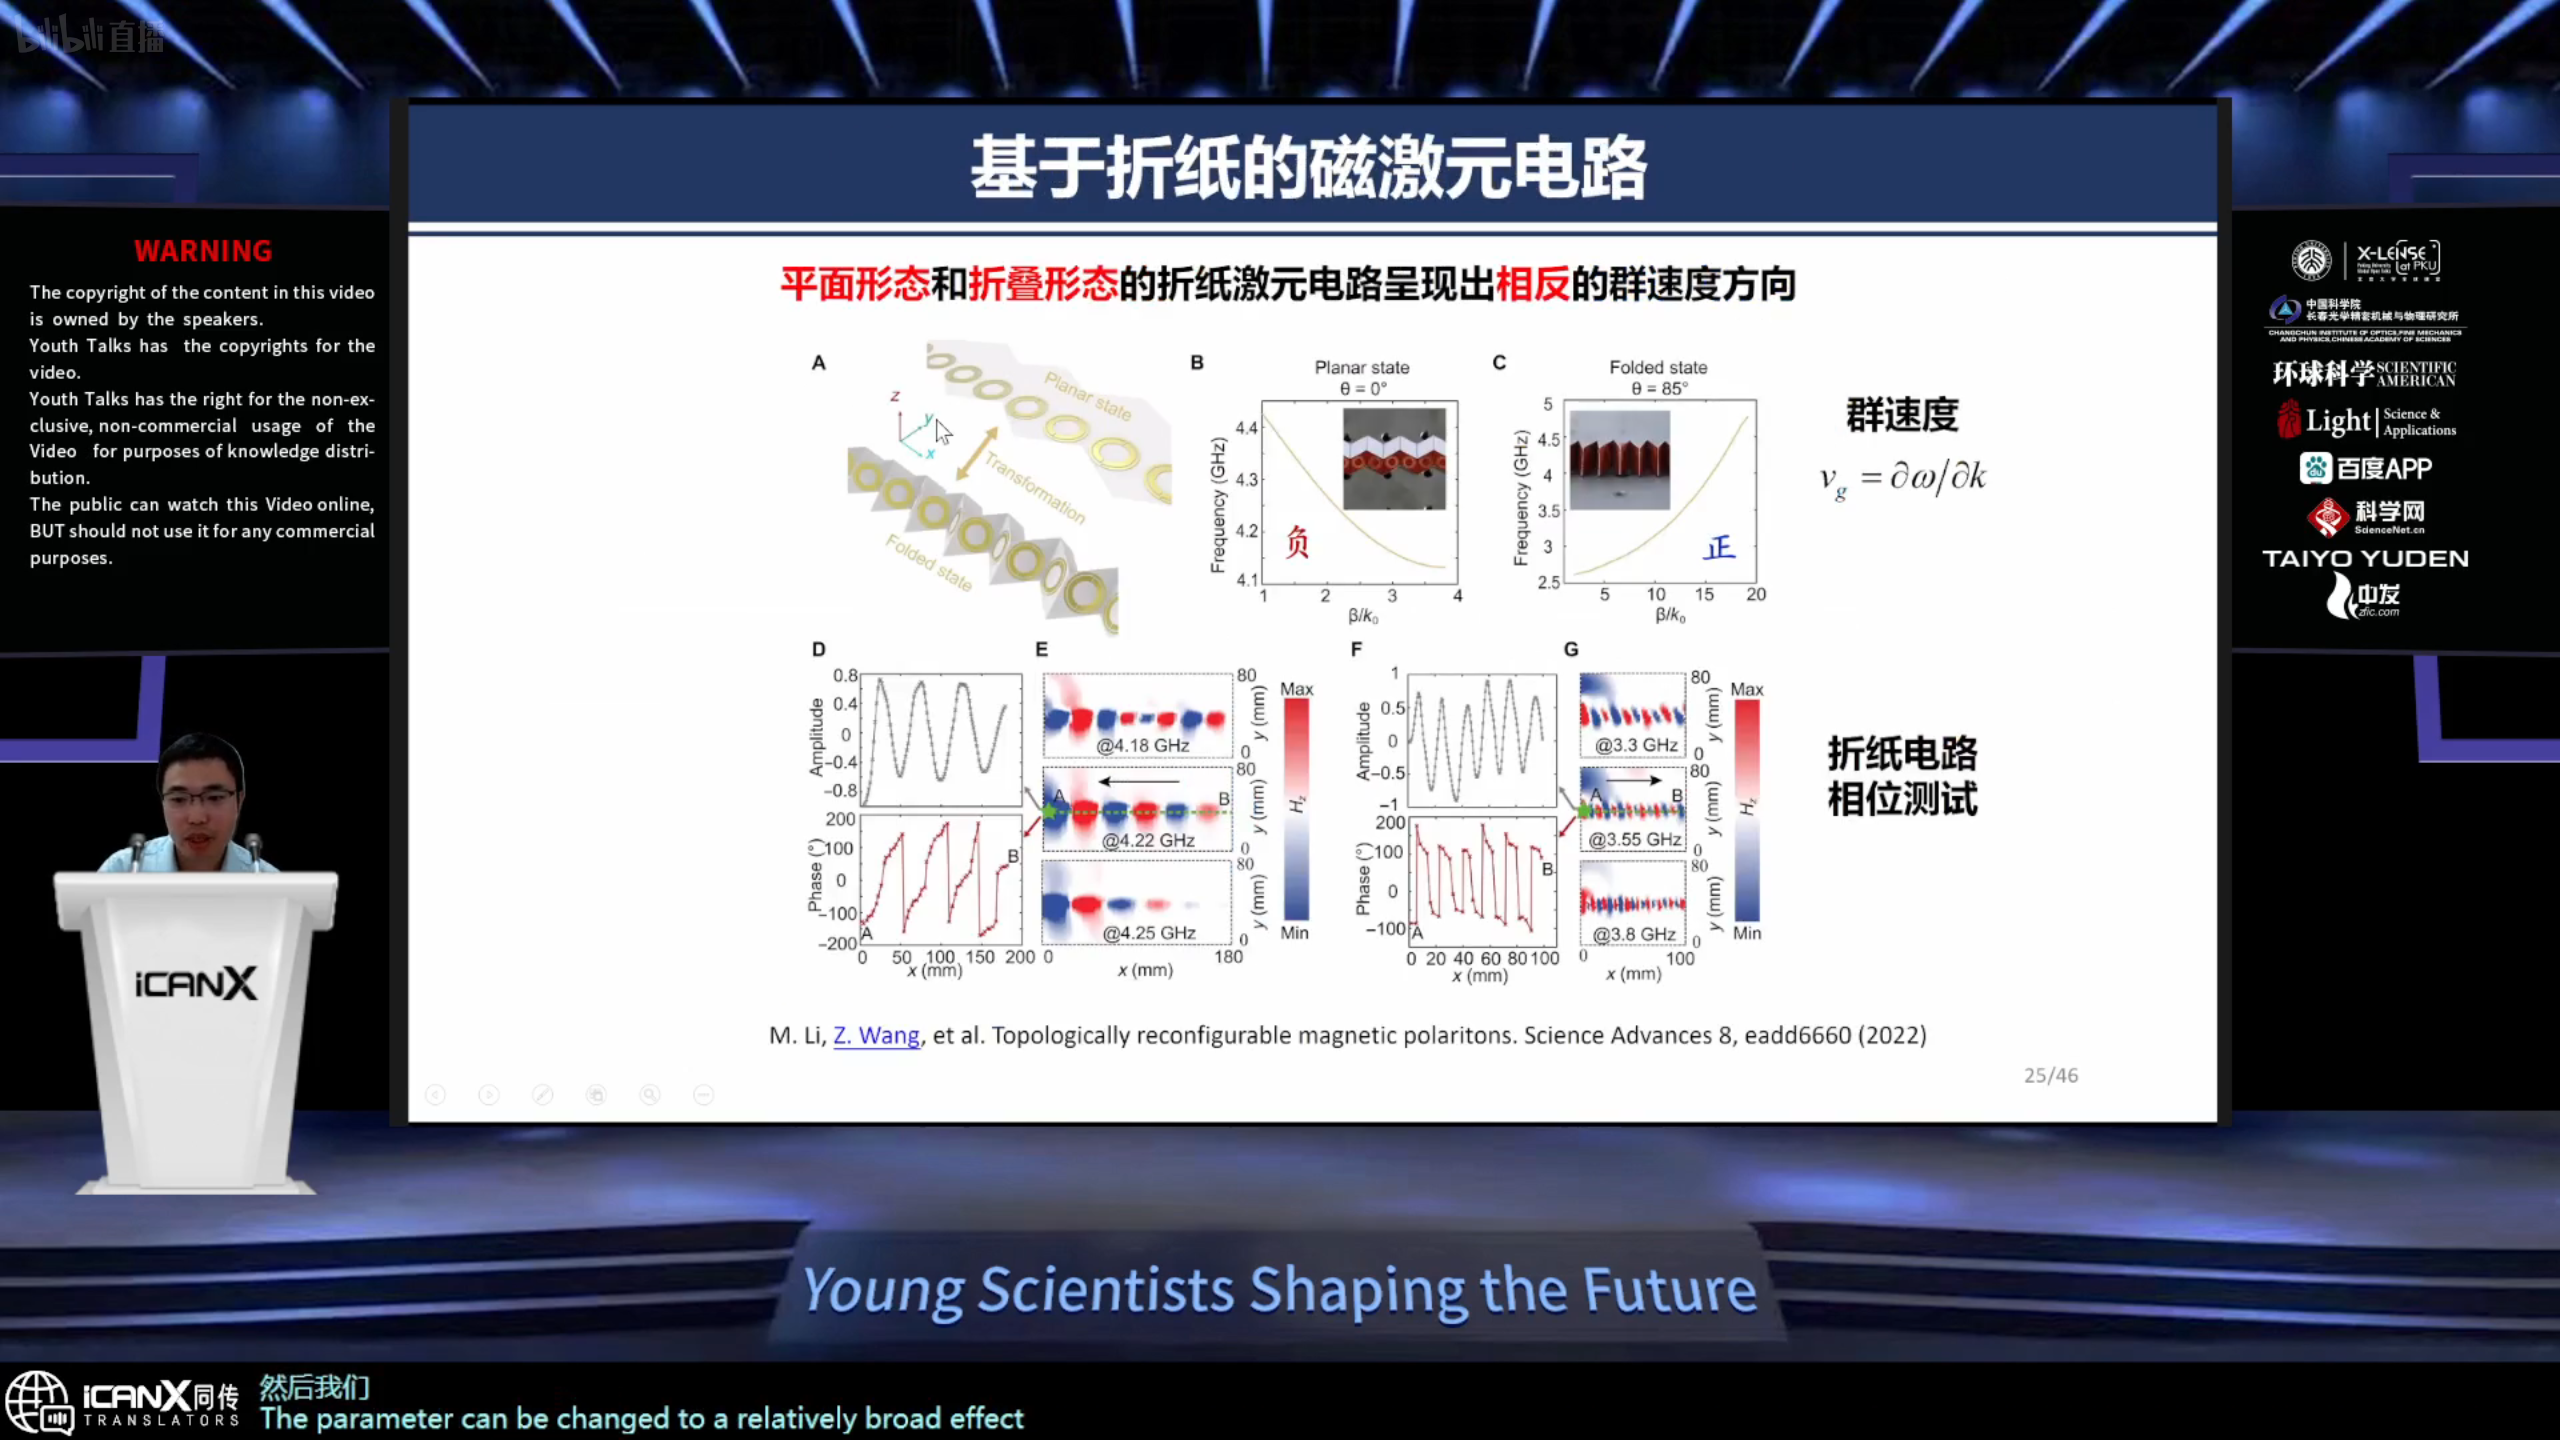 bilibili直播
WARNING
The copyright of the content in this video
is owned by the speakers.
Youth Talks has the copyrights for the
video.
Youth Talks has the right for the non-ex-
clusive, non-commercial usage of the
Video for purposes of knowledge distri-
bution.
The public can watch this Video online,
BUT should not use it for any commercial
purposes.
基于折纸的磁激元电路
平面形态和折叠形态的折纸激元电路呈现出相反的群速度方向
A
z
y
x
Planar state
Transformation
Folded state
B
Planar state
θ = 0°
Frequency (GHz)
4.4
4.3
4.2
4.1
负
1 2 3 4
β/k₀
C
Folded state
θ = 85°
Frequency (GHz)
5
4.5
4
3.5
3
2.5
正
5 10 15 20
β/k₀
群速度
v_g = ∂ω/∂k
D
Amplitude
0.8
0.4
0
−0.4
−0.8
Phase (°)
200
100
0
−100
−200
A
B
0 50 100 150 200
x (mm)
E
@4.18 GHz
80
0
y (mm)
A
B
@4.22 GHz
80
0
y (mm)
@4.25 GHz
80
0
y (mm)
0 180
x (mm)
Max
H_z
Min
F
Amplitude
1
0.5
0
−0.5
−1
Phase (°)
200
100
0
−100
A
B
0 20 40 60 80 100
x (mm)
G
@3.3 GHz
80
0
y (mm)
A
B
@3.55 GHz
80
0
y (mm)
@3.8 GHz
80
0
y (mm)
0 100
x (mm)
Max
H_z
Min
折纸电路
相位测试
M. Li, Z. Wang, et al. Topologically reconfigurable magnetic polaritons. Science Advances 8, eadd6660 (2022)
25/46
X-LENSE
at PKU
中国科学院
长春光学精密机械与物理研究所
CHANGCHUN INSTITUTE OF OPTICS,FINE MECHANICS
AND PHYSICS,CHINESE ACADEMY OF SCIENCES
环球科学 SCIENTIFIC
AMERICAN
Light | Science &
Applications
du 百度APP
科学网
ScienceNet.cn
TAIYO YUDEN
中发
zfic.com
iCANX
Young Scientists Shaping the Future
iCANX同传
TRANSLATORS
然后我们
The parameter can be changed to a relatively broad effect